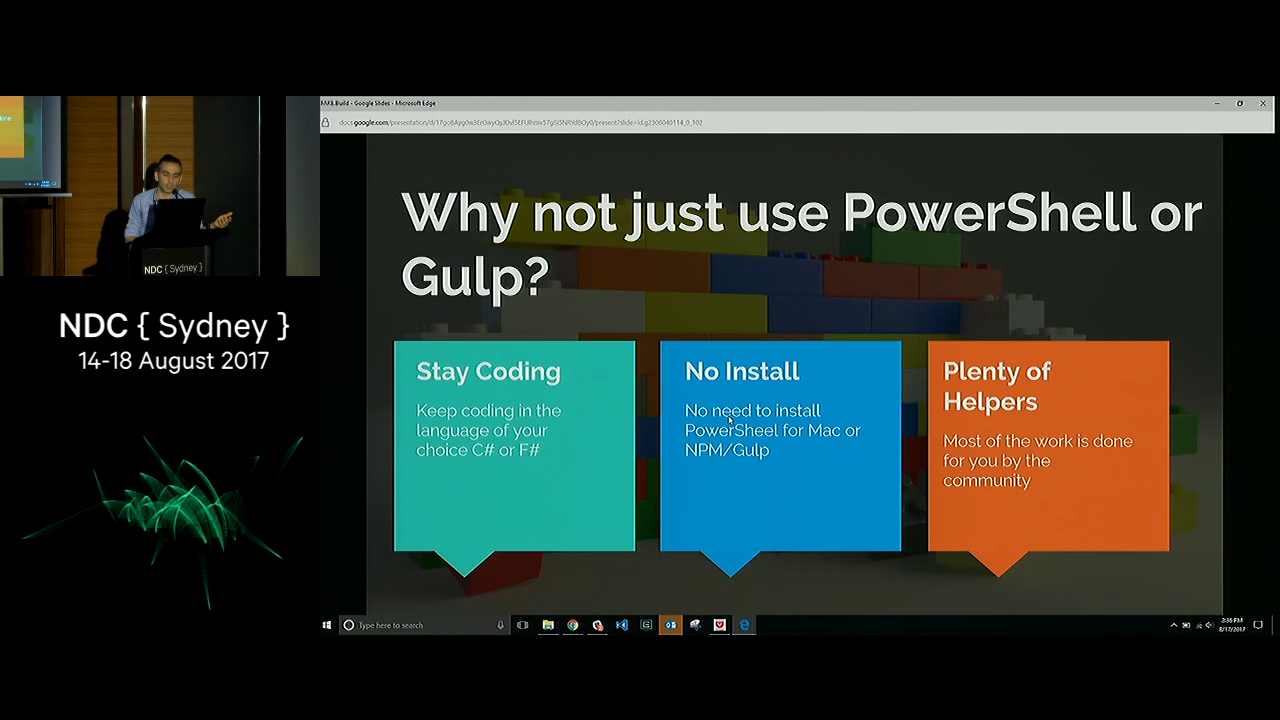 FAKE.Build - Google Slides - Microsoft Edge
Why not just use PowerShell or
Gulp?
Stay Coding
Keep coding in the
language of your
choice C# or F#
No Install
No need to install
PowerSheel for Mac or
NPM/Gulp
Plenty of
Helpers
Most of the work is done
for you by the
community
NDC { Sydney }
NDC { Sydney }
14-18 August 2017
Type here to search
8/17/2017